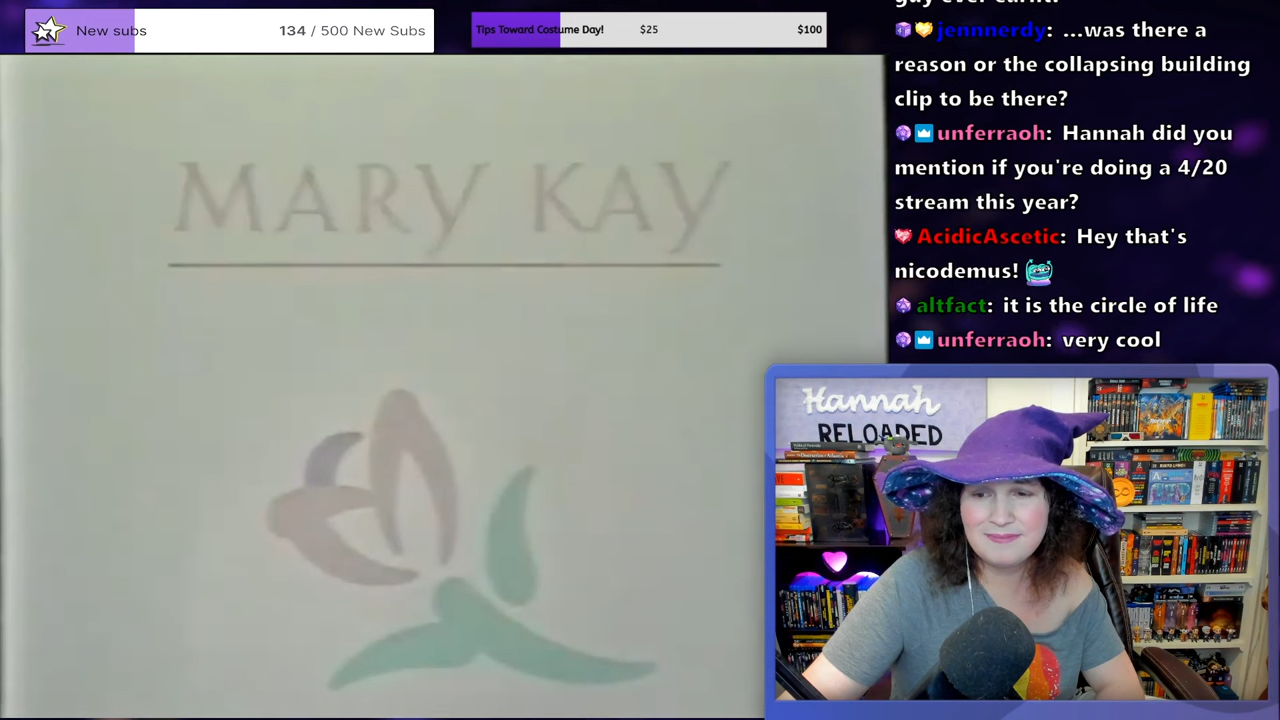 New subs
134 / 500 New Subs
Tips Toward Costume Day!
$25
$100
MARY KAY
jennnerdy: ...was there a
reason or the collapsing building
clip to be there?
unferraoh: Hannah did you
mention if you're doing a 4/20
stream this year?
AcidicAscetic: Hey that's
nicodemus!
altfact: it is the circle of life
unferraoh: very cool
Hannah
RELOADED